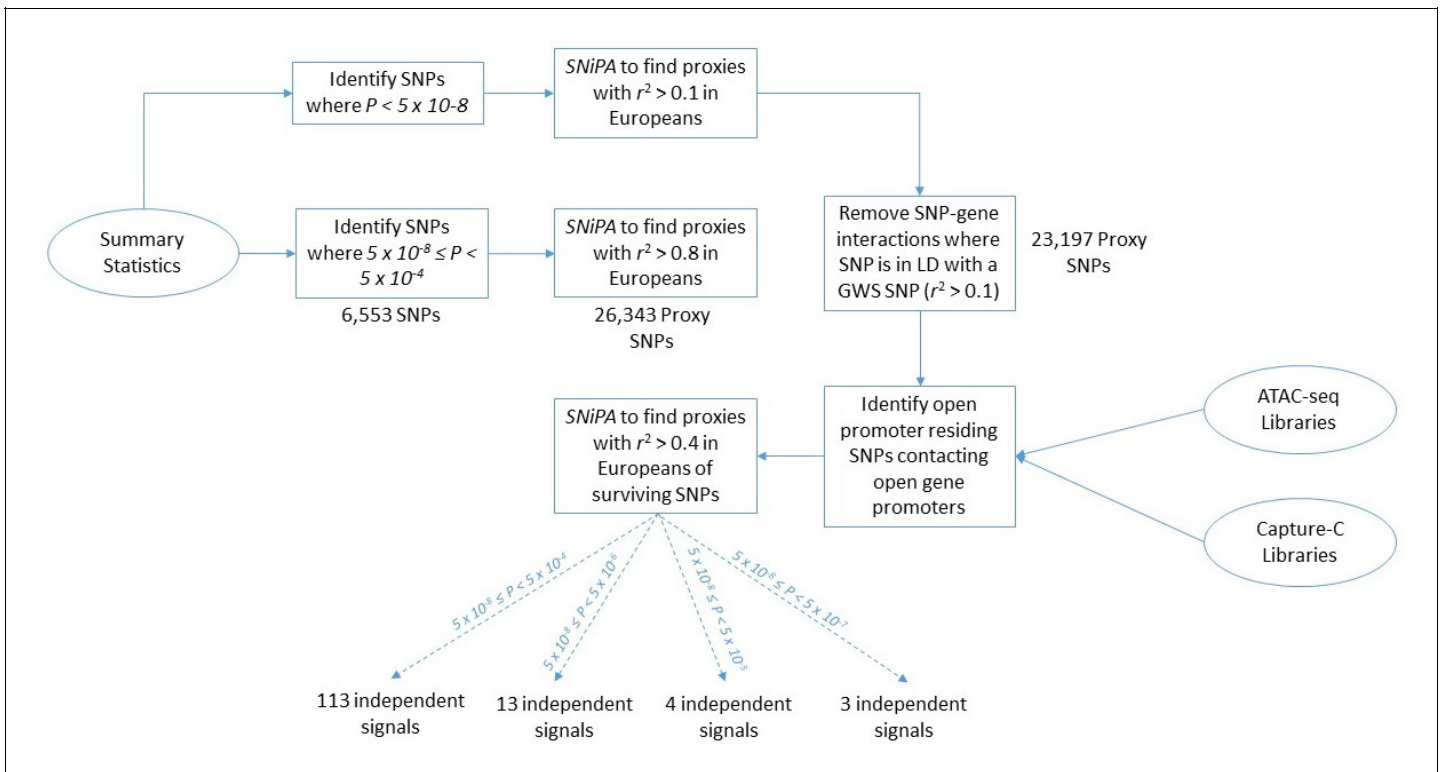 Identify SNPs
where P < 5 x 10-8
SNiPA to find proxies
with r² > 0.1 in
Europeans
Summary
Statistics
Identify SNPs
where 5 x 10⁻⁸ ≤ P <
5 x 10⁻⁴
6,553 SNPs
SNiPA to find proxies
with r² > 0.8 in
Europeans
26,343 Proxy
SNPs
Remove SNP-gene
interactions where
SNP is in LD with a
GWS SNP (r² > 0.1)
23,197 Proxy
SNPs
SNiPA to find proxies
with r² > 0.4 in
Europeans of
surviving SNPs
Identify open
promoter residing
SNPs contacting
open gene
promoters
ATAC-seq
Libraries
Capture-C
Libraries
5 x 10⁻⁸ ≤ P < 5 x 10⁻⁴
5 x 10⁻⁸ ≤ P < 5 x 10⁻⁶
5 x 10⁻⁸ ≤ P < 5 x 10⁻⁵
5 x 10⁻⁸ ≤ P < 5 x 10⁻⁷
113 independent
signals
13 independent
signals
4 independent
signals
3 independent
signals